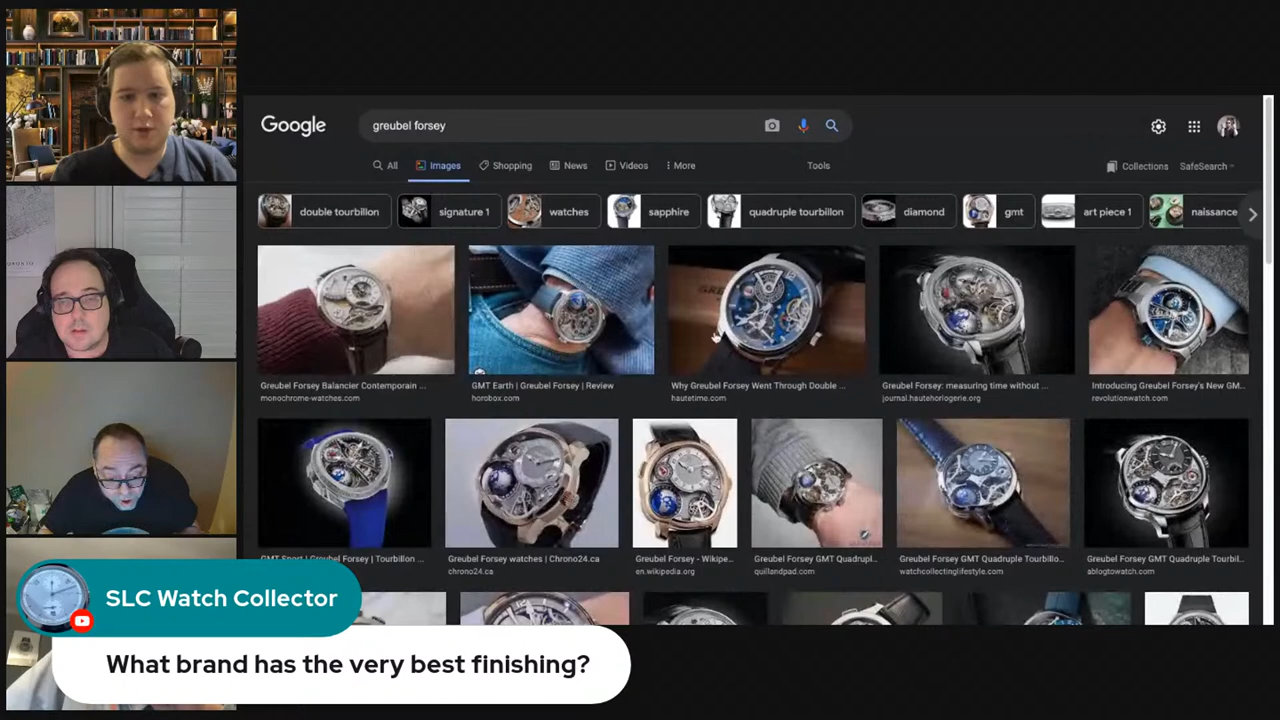 Google
greubel forsey
All
Images
Shopping
News
Videos
More
Tools
Collections
SafeSearch
double tourbillon
signature 1
watches
sapphire
quadruple tourbillon
diamond
gmt
art piece 1
naissance
Greubel Forsey Balancier Contemporain ...
monochrome-watches.com
GMT Earth | Greubel Forsey | Review
horobox.com
Why Greubel Forsey Went Through Double ...
hautetime.com
Greubel Forsey: measuring time without ...
journal.hautehorlogerie.org
Introducing Greubel Forsey's New GM...
revolutionwatch.com
GMT Sport | Greubel Forsey | Tourbillon
Greubel Forsey watches | Chrono24.ca
chrono24.ca
Greubel Forsey - Wikipe...
en.wikipedia.org
Greubel Forsey GMT Quadrupl...
quillandpad.com
Greubel Forsey GMT Quadruple Tourbillo...
watchcollectinglifestyle.com
Greubel Forsey GMT Quadruple Tourbil...
ablogtowatch.com
SLC Watch Collector
What brand has the very best finishing?